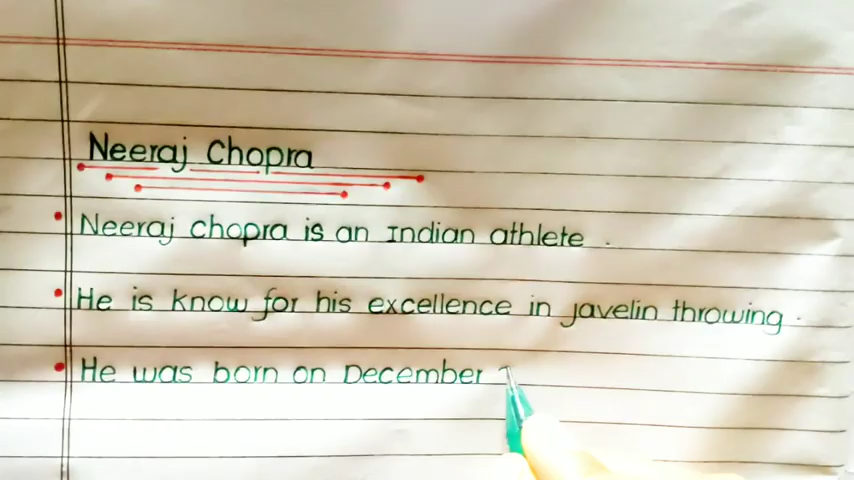 Neeraj Chopra
Neeraj chopra is an Indian athlete .
He is know for his excellence in javelin throwing .
He was born on December